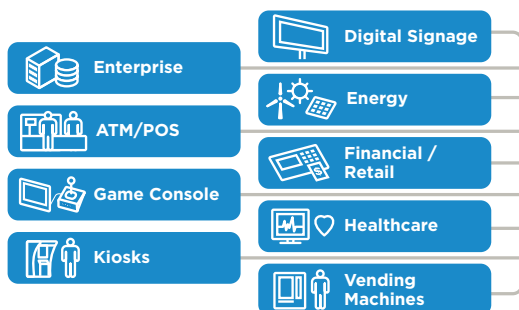 Digital Signage
Enterprise
Energy
ATM/POS
Financial /
Retail
Game Console
Healthcare
Kiosks
Vending
Machines